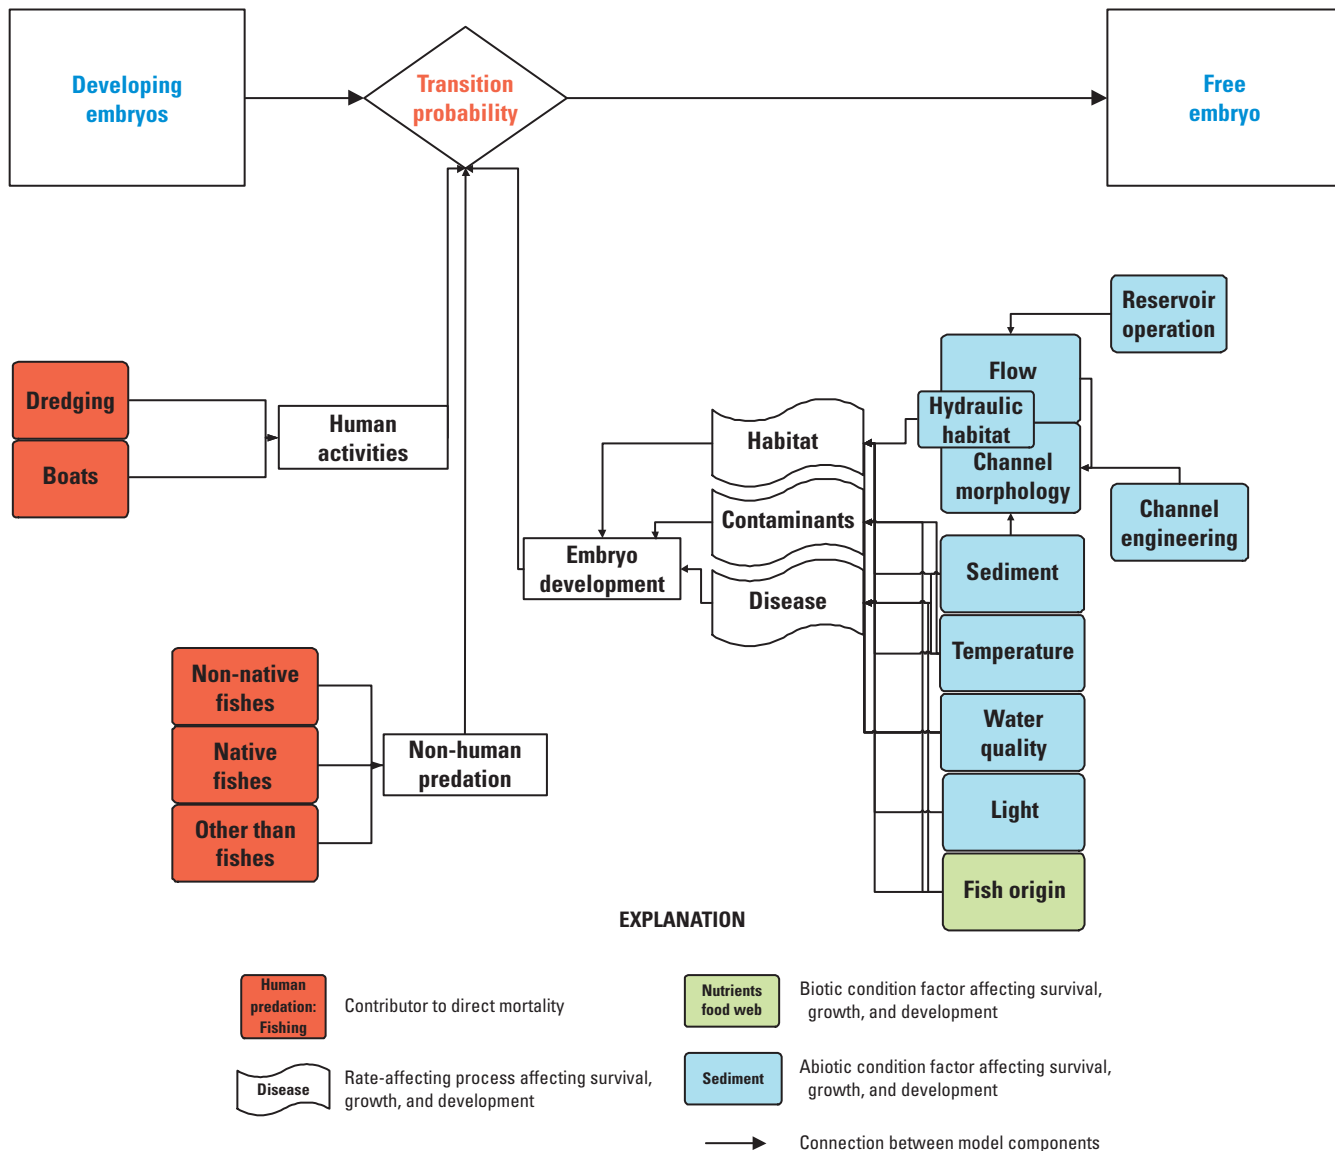 Developing
embryos
Transition
probability
Free
embryo
Reservoir
operation
Flow
Hydraulic
habitat
Channel
morphology
Channel
engineering
Dredging
Boats
Human
activities
Habitat
Contaminants
Disease
Embryo
development
Sediment
Temperature
Water
quality
Light
Fish origin
Non-native
fishes
Native
fishes
Other than
fishes
Non-human
predation
EXPLANATION
Human
predation:
Fishing
Contributor to direct mortality
Disease
Rate-affecting process affecting survival,
growth, and development
Nutrients
food web
Biotic condition factor affecting survival,
growth, and development
Sediment
Abiotic condition factor affecting survival,
growth, and development
Connection between model components